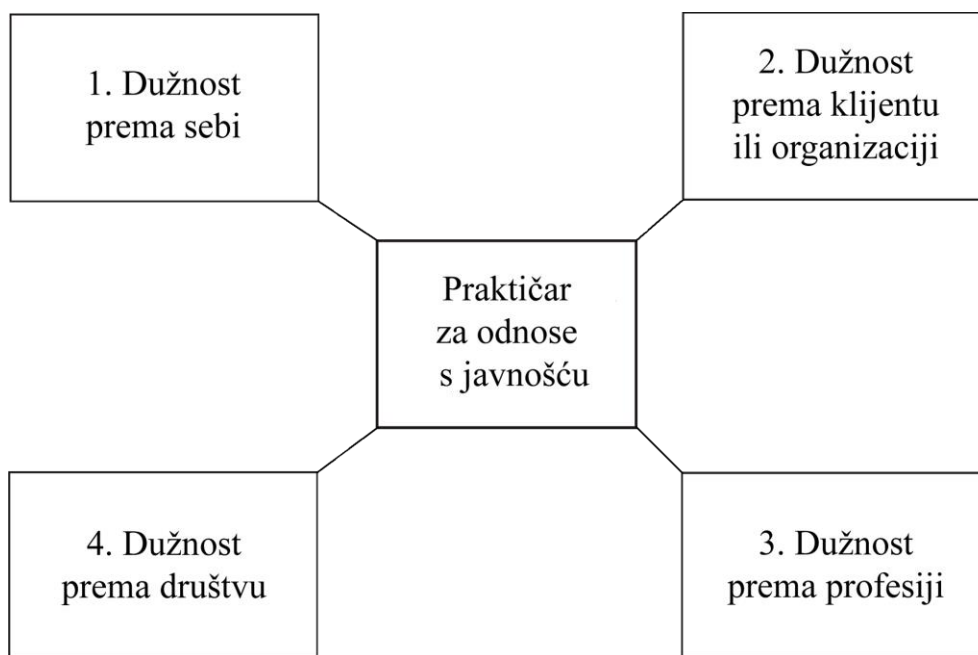 1. Dužnost
prema sebi
2. Dužnost
prema klijentu
ili organizaciji
Praktičar
za odnose
s javnošću
4. Dužnost
prema društvu
3. Dužnost
prema profesiji